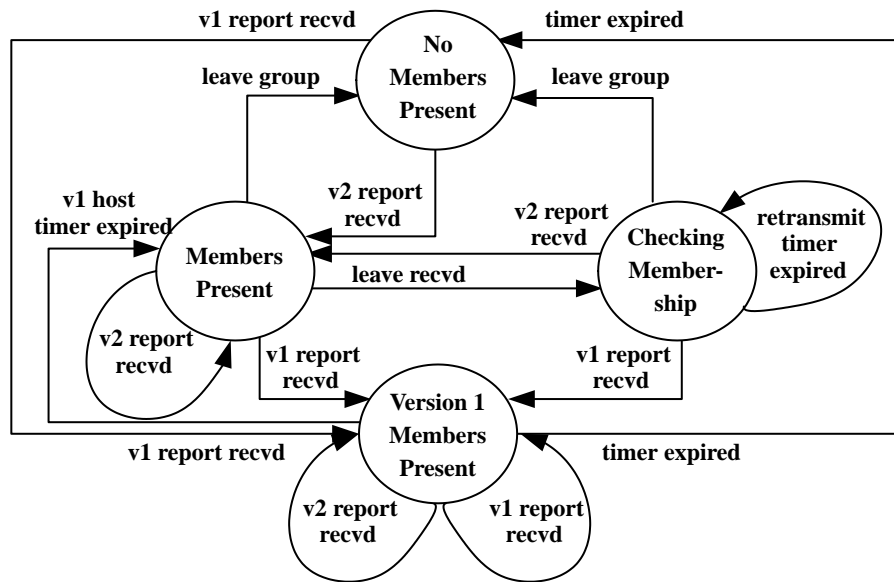 v1 report recvd
timer expired
No
Members
Present
leave group
leave group
v1 host
timer expired
v2 report
recvd
v2 report
recvd
Members
Present
Checking
Member-
ship
retransmit
timer
expired
leave recvd
v2 report
recvd
v1 report
recvd
v1 report
recvd
Version 1
Members
Present
v1 report recvd
timer expired
v2 report
recvd
v1 report
recvd